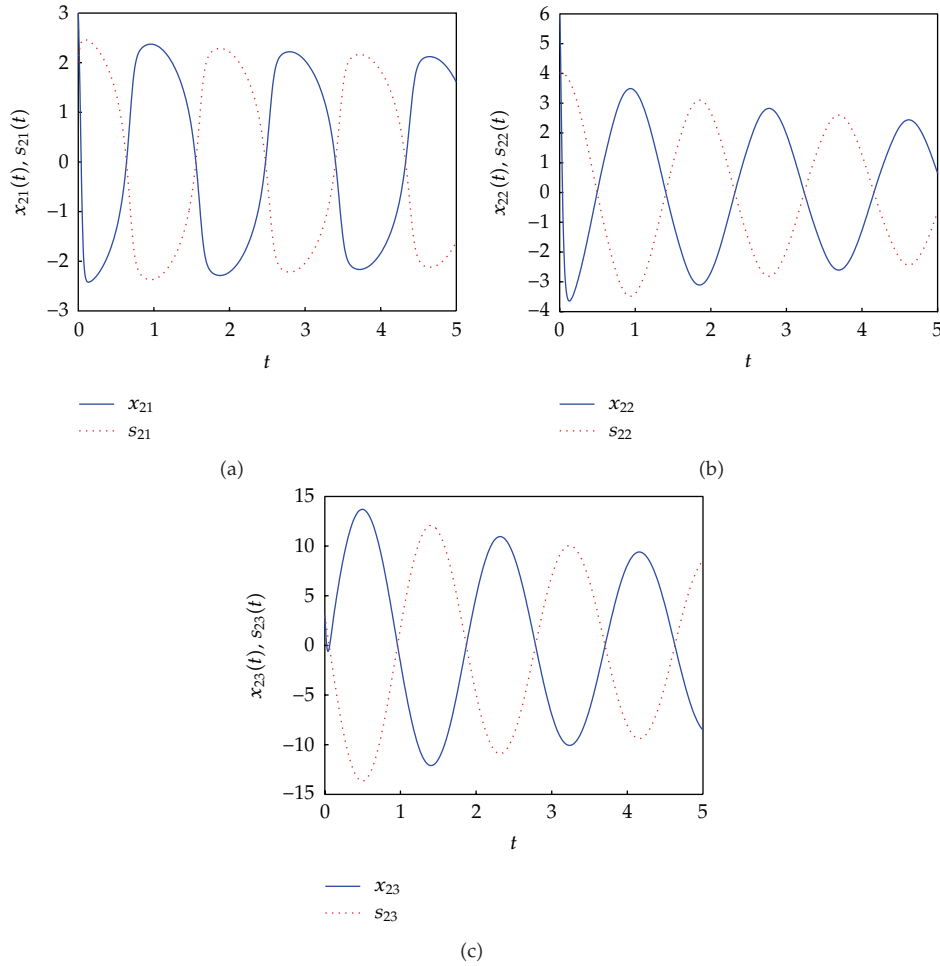 3
2
1
0
−1
−2
−3
x₂₁(t), s₂₁(t)
0 1 2 3 4 5
t
x₂₁
s₂₁
(a)
6
5
4
3
2
1
0
−1
−2
−3
−4
x₂₂(t), s₂₂(t)
0 1 2 3 4 5
t
x₂₂
s₂₂
(b)
15
10
5
0
−5
−10
−15
x₂₃(t), s₂₃(t)
0 1 2 3 4 5
t
x₂₃
s₂₃
(c)